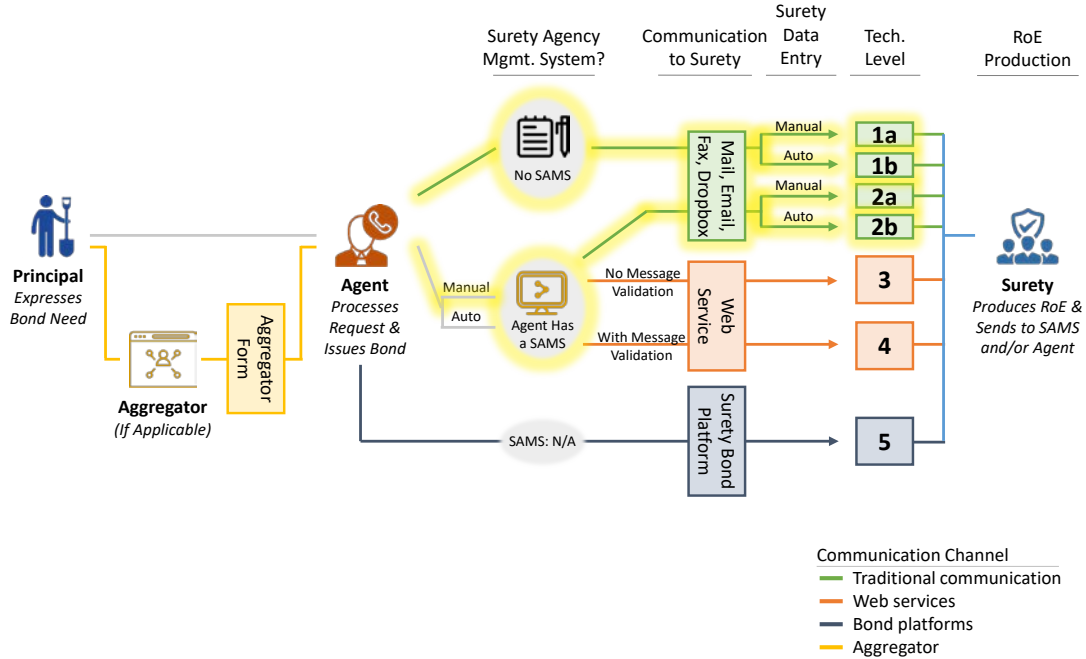 Surety Agency
Mgmt. System?
Communication
to Surety
Surety
Data
Entry
Tech.
Level
RoE
Production
No SAMS
Mail, Email,
Fax, Dropbox
Manual
Auto
Manual
Auto
1a
1b
2a
2b
Principal
Expresses
Bond Need
Aggregator
(If Applicable)
Aggregator
Form
Agent
Processes
Request &
Issues Bond
Manual
Auto
Agent Has
a SAMS
No Message
Validation
With Message
Validation
Web
Service
3
4
SAMS: N/A
Surety Bond
Platform
5
Surety
Produces RoE &
Sends to SAMS
and/or Agent
Communication Channel
Traditional communication
Web services
Bond platforms
Aggregator